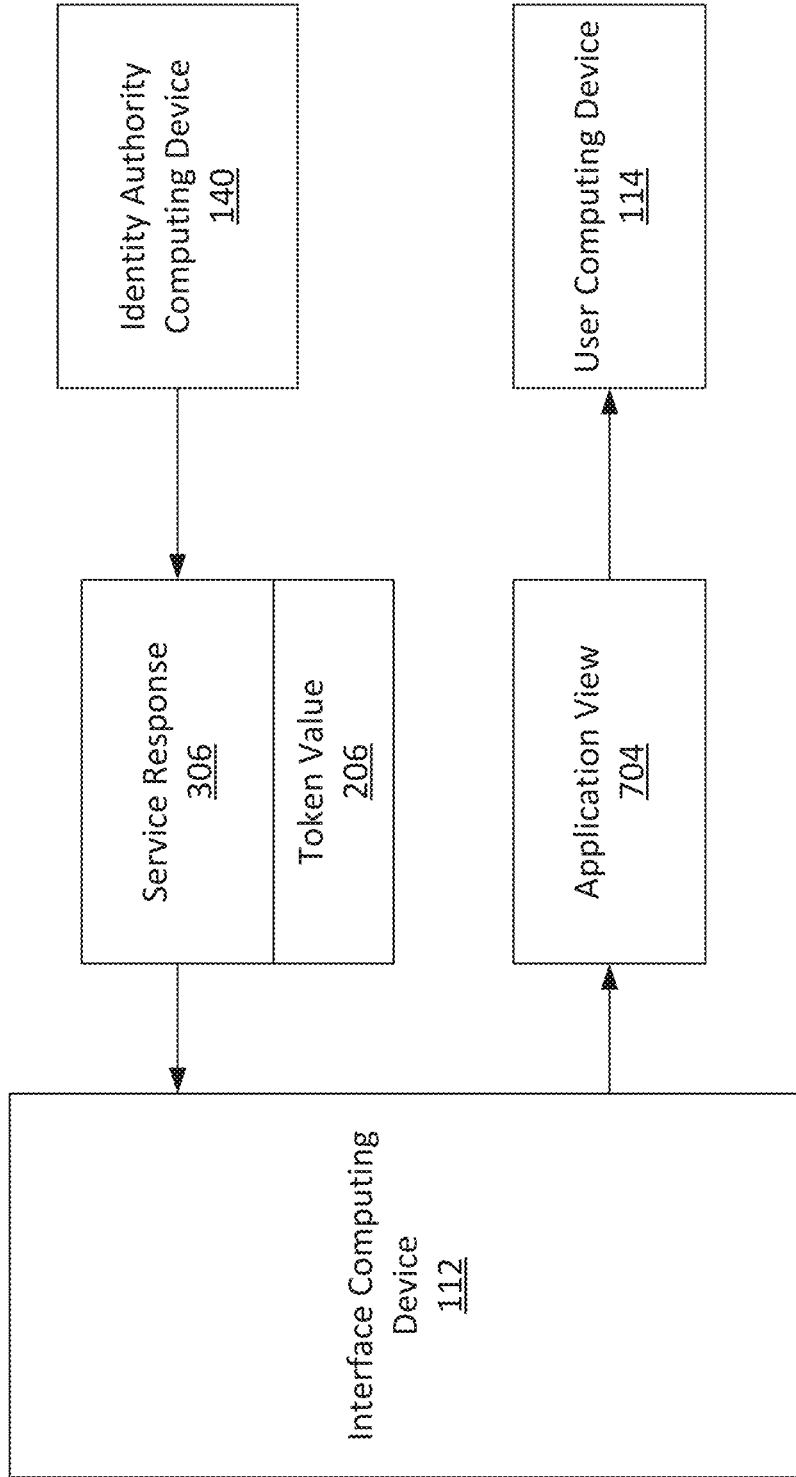 Identity Authority
Computing Device
140
Service Response
306
Token Value
206
Interface Computing
Device
112
Application View
704
User Computing Device
114